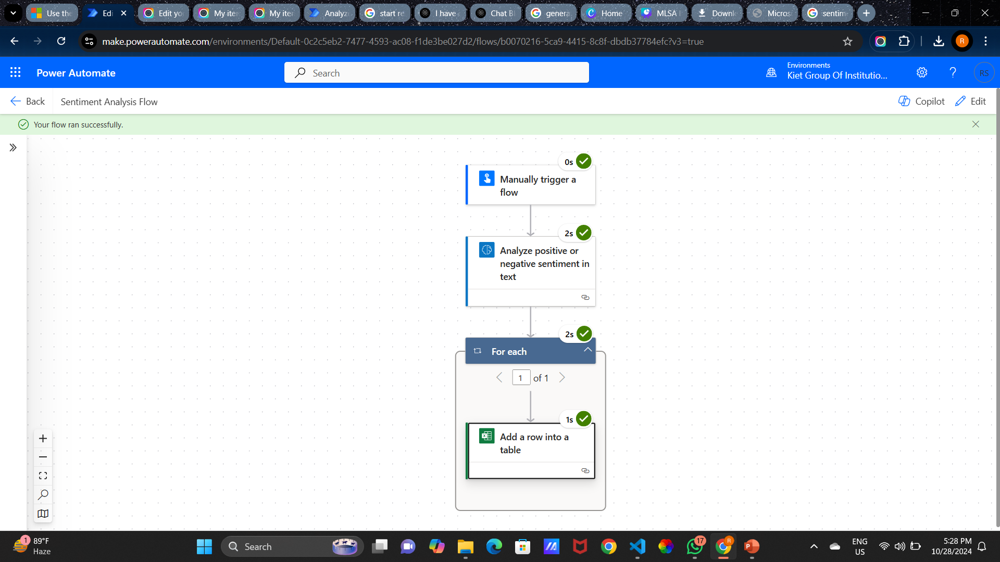 Use the
Edi
Edit yo
My iter
My iter
Analyz
start re
I have
Chat Bl
genera
Home
MLSA
Downl
Micros
sentim
make.powerautomate.com/environments/Default-0c2c5eb2-7477-4593-ac08-f1de3be027d2/flows/b0070216-5ca9-4415-8c8f-dbdb37784efc?v3=true
R
Power Automate
Search
Environments
Kiet Group Of Institutio...
RS
Back
Sentiment Analysis Flow
Copilot
Edit
Your flow ran successfully.
0s
Manually trigger a
flow
2s
Analyze positive or
negative sentiment in
text
2s
For each
1 of 1
1s
Add a row into a
table
1
89°F
Haze
Search
17
R
P
ENG
US
5:28 PM
10/28/2024